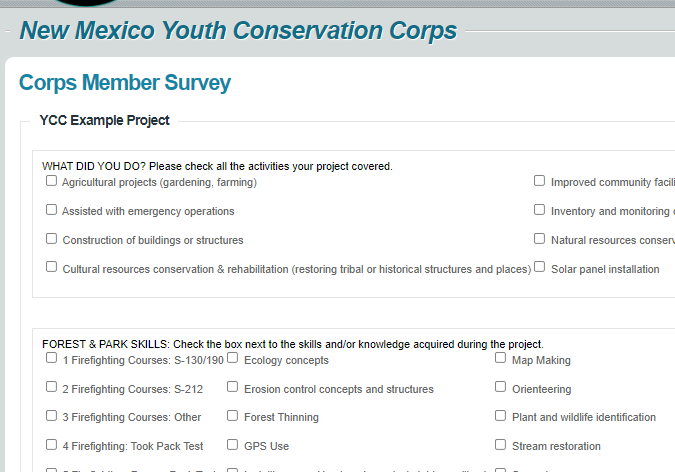 New Mexico Youth Conservation Corps
Corps Member Survey
YCC Example Project
WHAT DID YOU DO? Please check all the activities your project covered.
Agricultural projects (gardening, farming)
Improved community
Assisted with emergency operations
Inventory and monitoring
Construction of buildings or structures
Natural resources
Cultural resources conservation & rehabilitation (restoring tribal or historical structures and places)
Solar panel installation
FOREST & PARK SKILLS: Check the box next to the skills and/or knowledge acquired during the project.
1 Firefighting Courses: S-130/190
Ecology concepts
Map Making
2 Firefighting Courses: S-212
Erosion control concepts and structures
Orienteering
3 Firefighting Courses: Other
Forest Thinning
Plant and wildlife identification
4 Firefighting: Took Pack Test
GPS Use
Stream restoration